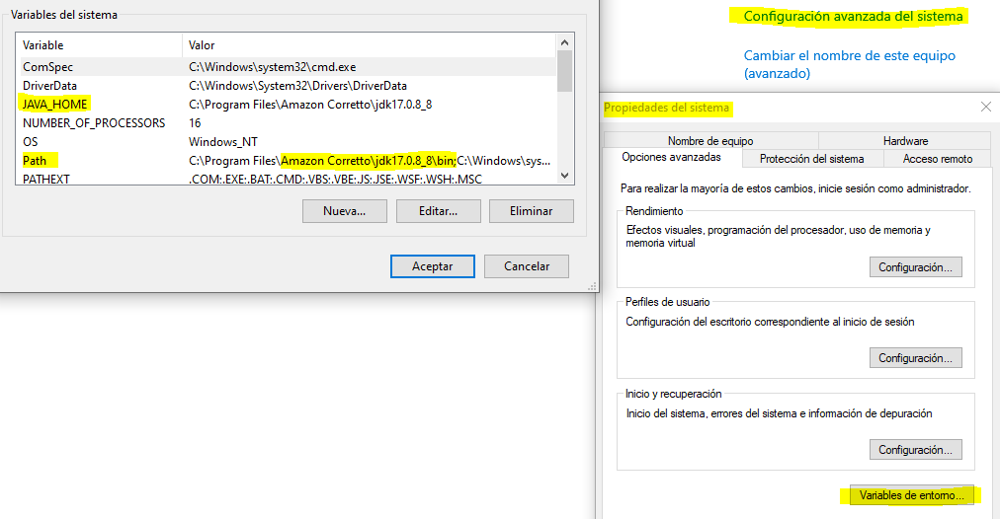 Variables del sistema
Variable Valor
ComSpec C:\Windows\system32\cmd.exe
DriverData C:\Windows\System32\Drivers\DriverData
JAVA_HOME C:\Program Files\Amazon Corretto\jdk17.0.8_8
NUMBER_OF_PROCESSORS 16
OS Windows_NT
Path C:\Program Files\Amazon Corretto\jdk17.0.8_8\bin;C:\Windows\sys...
PATHEXT .COM;.EXE;.BAT;.CMD;.VBS;.VBE;.JS;.JSE;.WSF;.WSH;.MSC
Nueva... Editar... Eliminar
Aceptar Cancelar
Configuración avanzada del sistema
Cambiar el nombre de este equipo
(avanzado)
Propiedades del sistema
Nombre de equipo Hardware
Opciones avanzadas Protección del sistema Acceso remoto
Para realizar la mayoría de estos cambios, inicie sesión como administrador.
Rendimiento
Efectos visuales, programación del procesador, uso de memoria y
memoria virtual
Configuración...
Perfiles de usuario
Configuración del escritorio correspondiente al inicio de sesión
Configuración...
Inicio y recuperación
Inicio del sistema, errores del sistema e información de depuración
Configuración...
Variables de entorno...